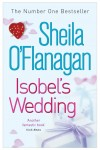 The Number One Bestseller
Sheila
O'Flanagan
Isobel's
Wedding